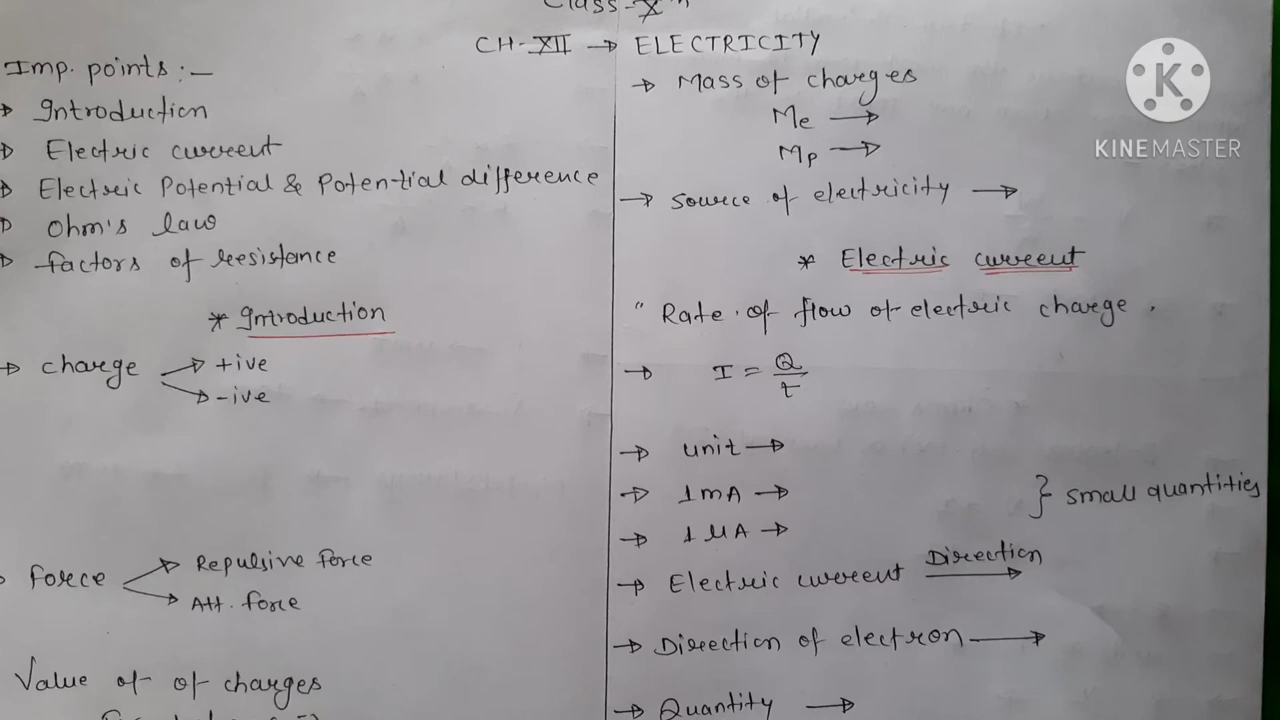 Class-Xth
CH-XII → ELECTRICITY
Imp. points :-
→ Introduction
→ Electric current
→ Electric Potential & Potential difference
→ Ohm's law
→ factors of resistance
* Introduction
→ charge → +ive
→ -ive
→ force → Repulsive force
→ Att. force
Value of of charges
→ Mass of charges
Me →
Mp →
→ Source of electricity →
* Electric current
" Rate of flow of electric charge.
→ I = Q/t
→ unit →
→ 1mA →
→ 1μA →
} small quantities
→ Electric current Direction →
→ Direction of electron →
→ Quantity →
K
KINEMASTER